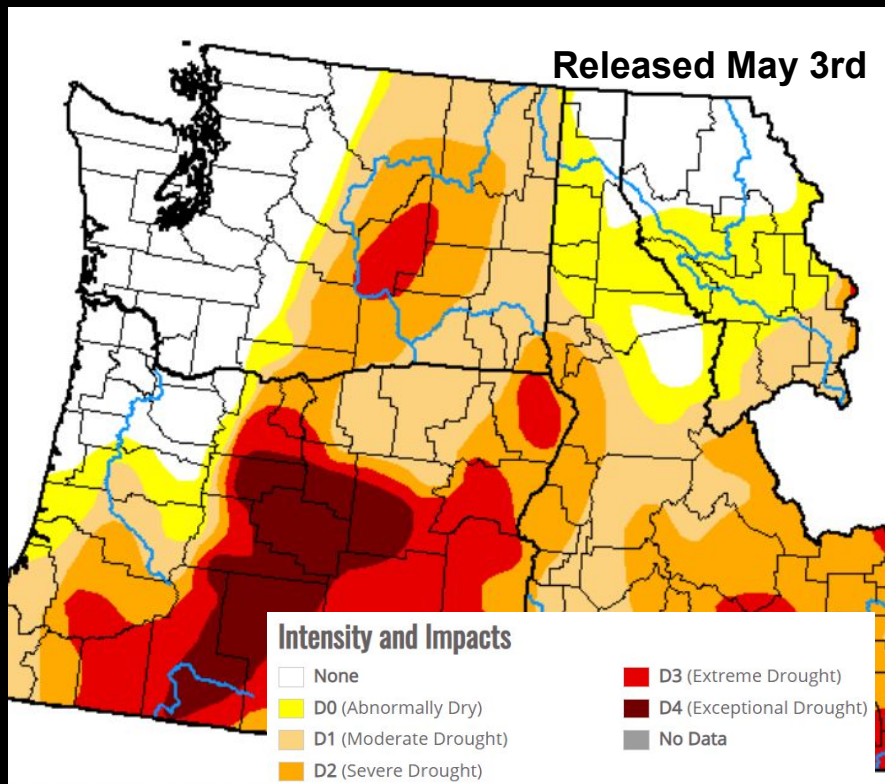 Released May 3rd
Intensity and Impacts
None
D0 (Abnormally Dry)
D1 (Moderate Drought)
D2 (Severe Drought)
D3 (Extreme Drought)
D4 (Exceptional Drought)
No Data